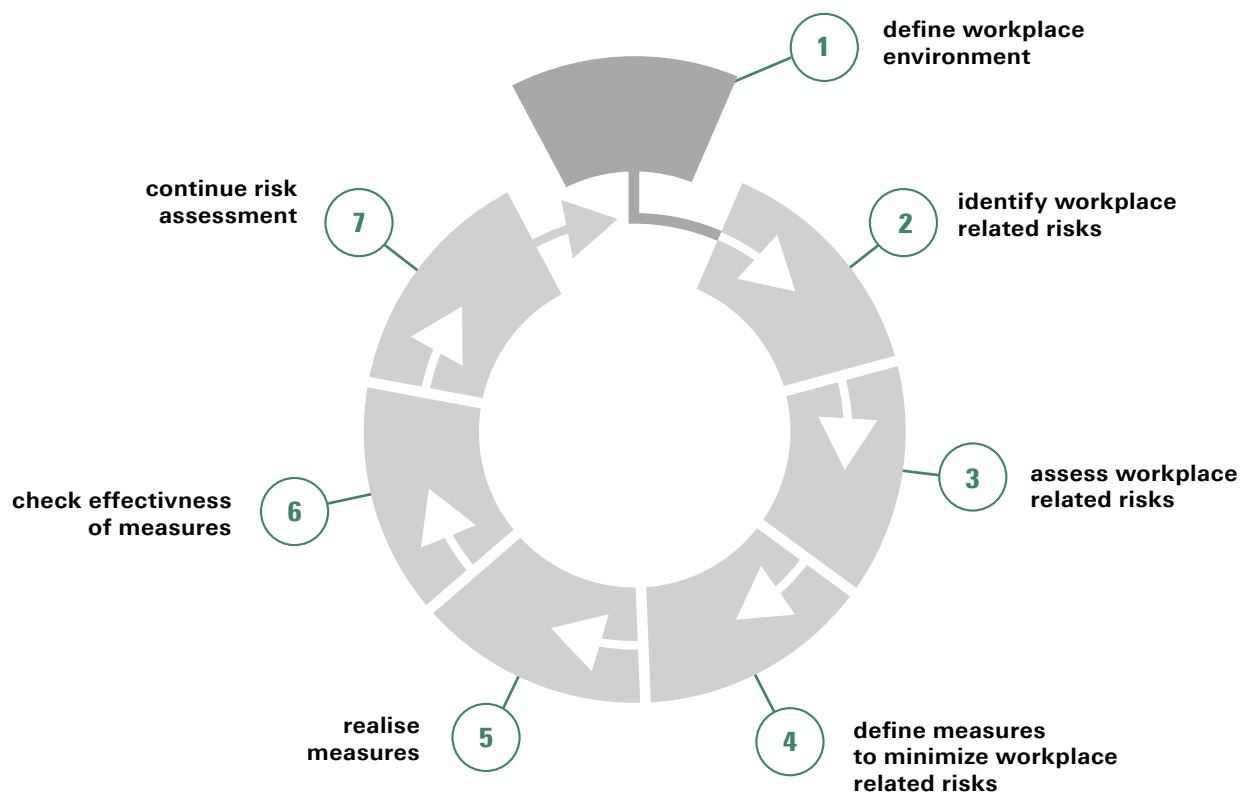 1
define workplace
environment
2
identify workplace
related risks
3
assess workplace
related risks
4
define measures
to minimize workplace
related risks
5
realise
measures
6
check effectivness
of measures
7
continue risk
assessment